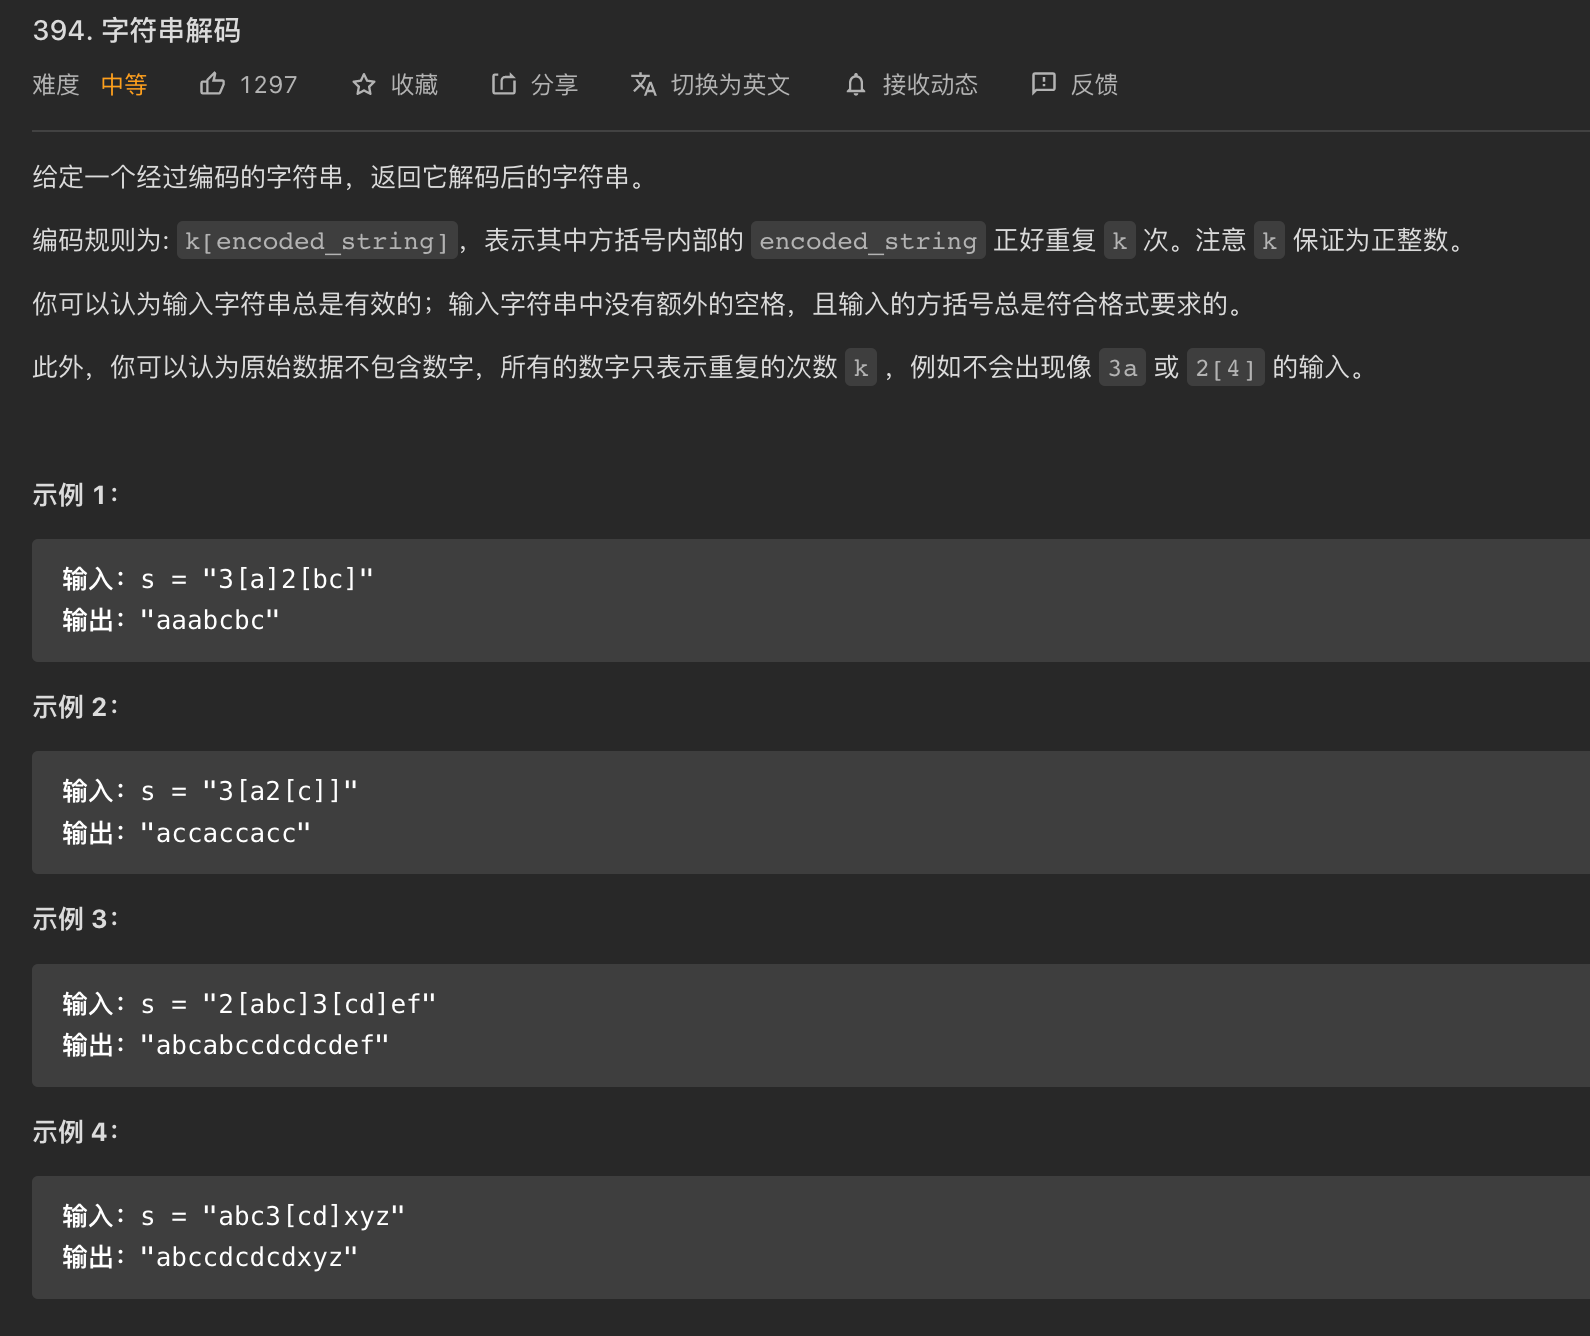 394. 字符串解码
难度 中等 1297 收藏 分享 切换为英文 接收动态 反馈
给定一个经过编码的字符串，返回它解码后的字符串。
编码规则为: k[encoded_string]，表示其中方括号内部的 encoded_string 正好重复 k 次。注意 k 保证为正整数。
你可以认为输入字符串总是有效的；输入字符串中没有额外的空格，且输入的方括号总是符合格式要求的。
此外，你可以认为原始数据不包含数字，所有的数字只表示重复的次数 k ，例如不会出现像 3a 或 2[4] 的输入。
示例 1：
输入：s = "3[a]2[bc]"
输出："aaabcbc"
示例 2：
输入：s = "3[a2[c]]"
输出："accaccacc"
示例 3：
输入：s = "2[abc]3[cd]ef"
输出："abcabccdcdcdef"
示例 4：
输入：s = "abc3[cd]xyz"
输出："abccdcdcdxyz"